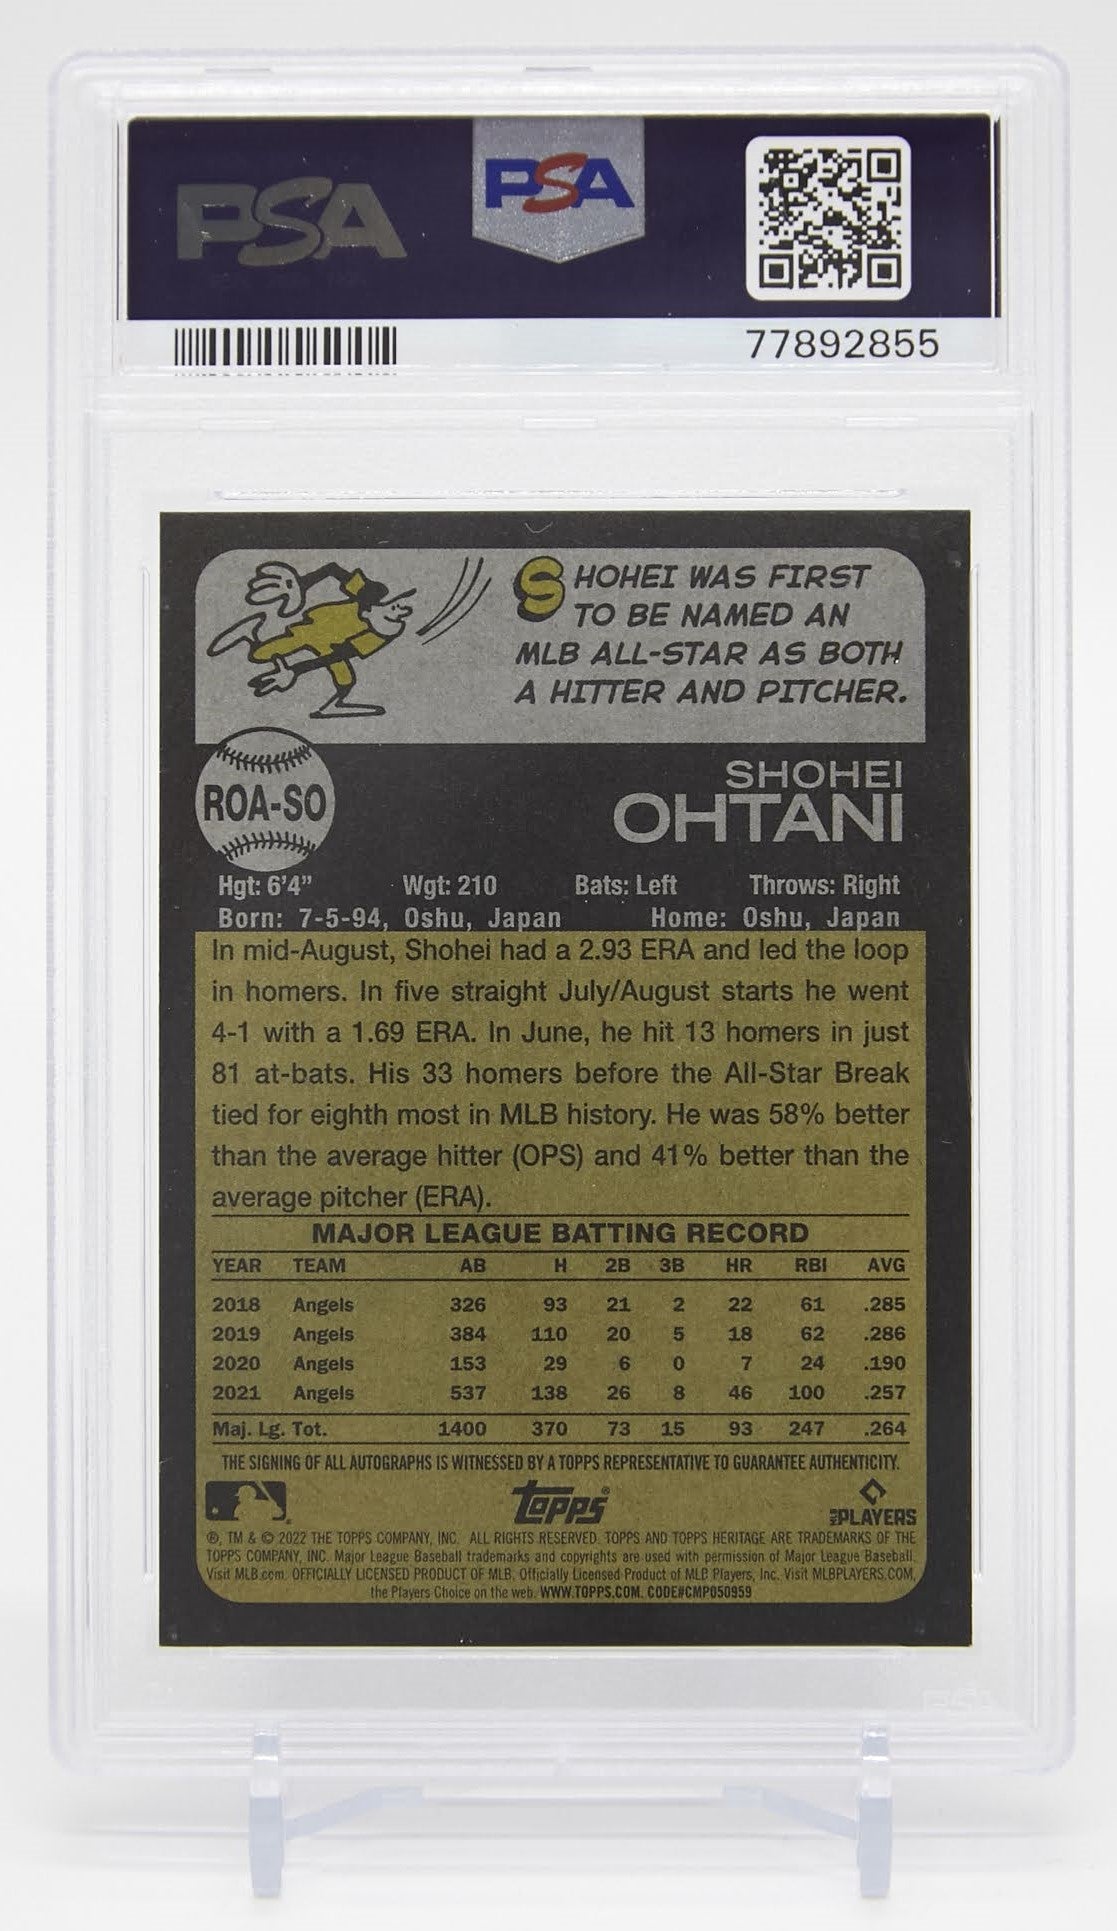 PSA
PSA
77892855
SHOHEI WAS FIRST
TO BE NAMED AN
MLB ALL-STAR AS BOTH
A HITTER AND PITCHER.
ROA-SO
SHOHEI
OHTANI
Hgt: 6'4" Wgt: 210 Bats: Left Throws: Right
Born: 7-5-94, Oshu, Japan Home: Oshu, Japan
In mid-August, Shohei had a 2.93 ERA and led the loop
in homers. In five straight July/August starts he went
4-1 with a 1.69 ERA. In June, he hit 13 homers in just
81 at-bats. His 33 homers before the All-Star Break
tied for eighth most in MLB history. He was 58% better
than the average hitter (OPS) and 41% better than the
average pitcher (ERA).
MAJOR LEAGUE BATTING RECORD
YEAR TEAM AB H 2B 3B HR RBI AVG
2018 Angels 326 93 21 2 22 61 .285
2019 Angels 384 110 20 5 18 62 .286
2020 Angels 153 29 6 0 7 24 .190
2021 Angels 537 138 26 8 46 100 .257
Maj. Lg. Tot. 1400 370 73 15 93 247 .264
THE SIGNING OF ALL AUTOGRAPHS IS WITNESSED BY A TOPPS REPRESENTATIVE TO GUARANTEE AUTHENTICITY.
Topps® MLB PLAYERS
®, TM & © 2022 THE TOPPS COMPANY, INC. ALL RIGHTS RESERVED. TOPPS AND TOPPS HERITAGE ARE TRADEMARKS OF THE
TOPPS COMPANY, INC. Major League Baseball trademarks and copyrights are used with permission of Major League Baseball.
Visit MLB.com. OFFICIALLY LICENSED PRODUCT OF MLB. Officially Licensed Product of MLB Players, Inc. Visit MLBPLAYERS.COM,
the Players Choice on the web. WWW.TOPPS.COM. CODE#CMP050959